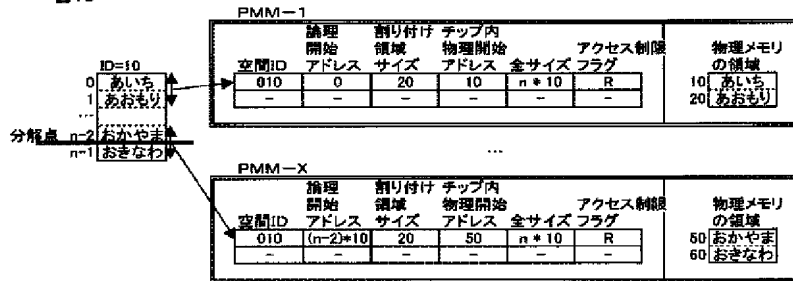 PMM-1
論理 割り付け チップ内
開始 領域 物理開始 アクセス制限 物理メモリ
空間ID アドレス サイズ アドレス 全サイズ フラグ の領域
010 0 20 10 n*10 R
- - - - - -
10 あいち
20 あおもり
ID=10
0 あいち
1 あおもり
...
分解点 n-2 おかやま
n-1 おきなわ
...
PMM-X
論理 割り付け チップ内
開始 領域 物理開始 アクセス制限 物理メモリ
空間ID アドレス サイズ アドレス 全サイズ フラグ の領域
010 (n-2)*10 20 50 n*10 R
- - - - - -
50 おかやま
60 おきなわ